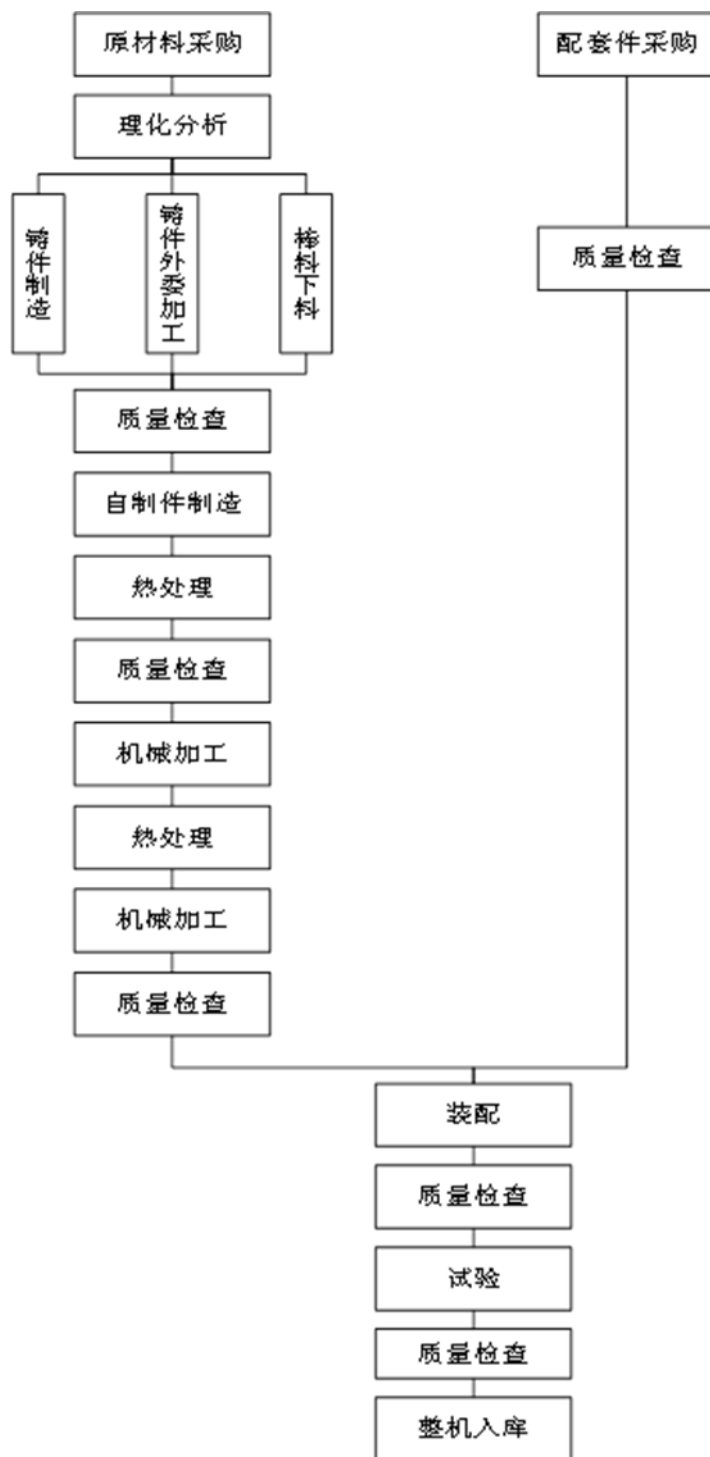 原材料采购
配套件采购
理化分析
铸件制造
铸件外委加工
棒料下料
质量检查
质量检查
自制件制造
热处理
质量检查
机械加工
热处理
机械加工
质量检查
装配
质量检查
试验
质量检查
整机入库